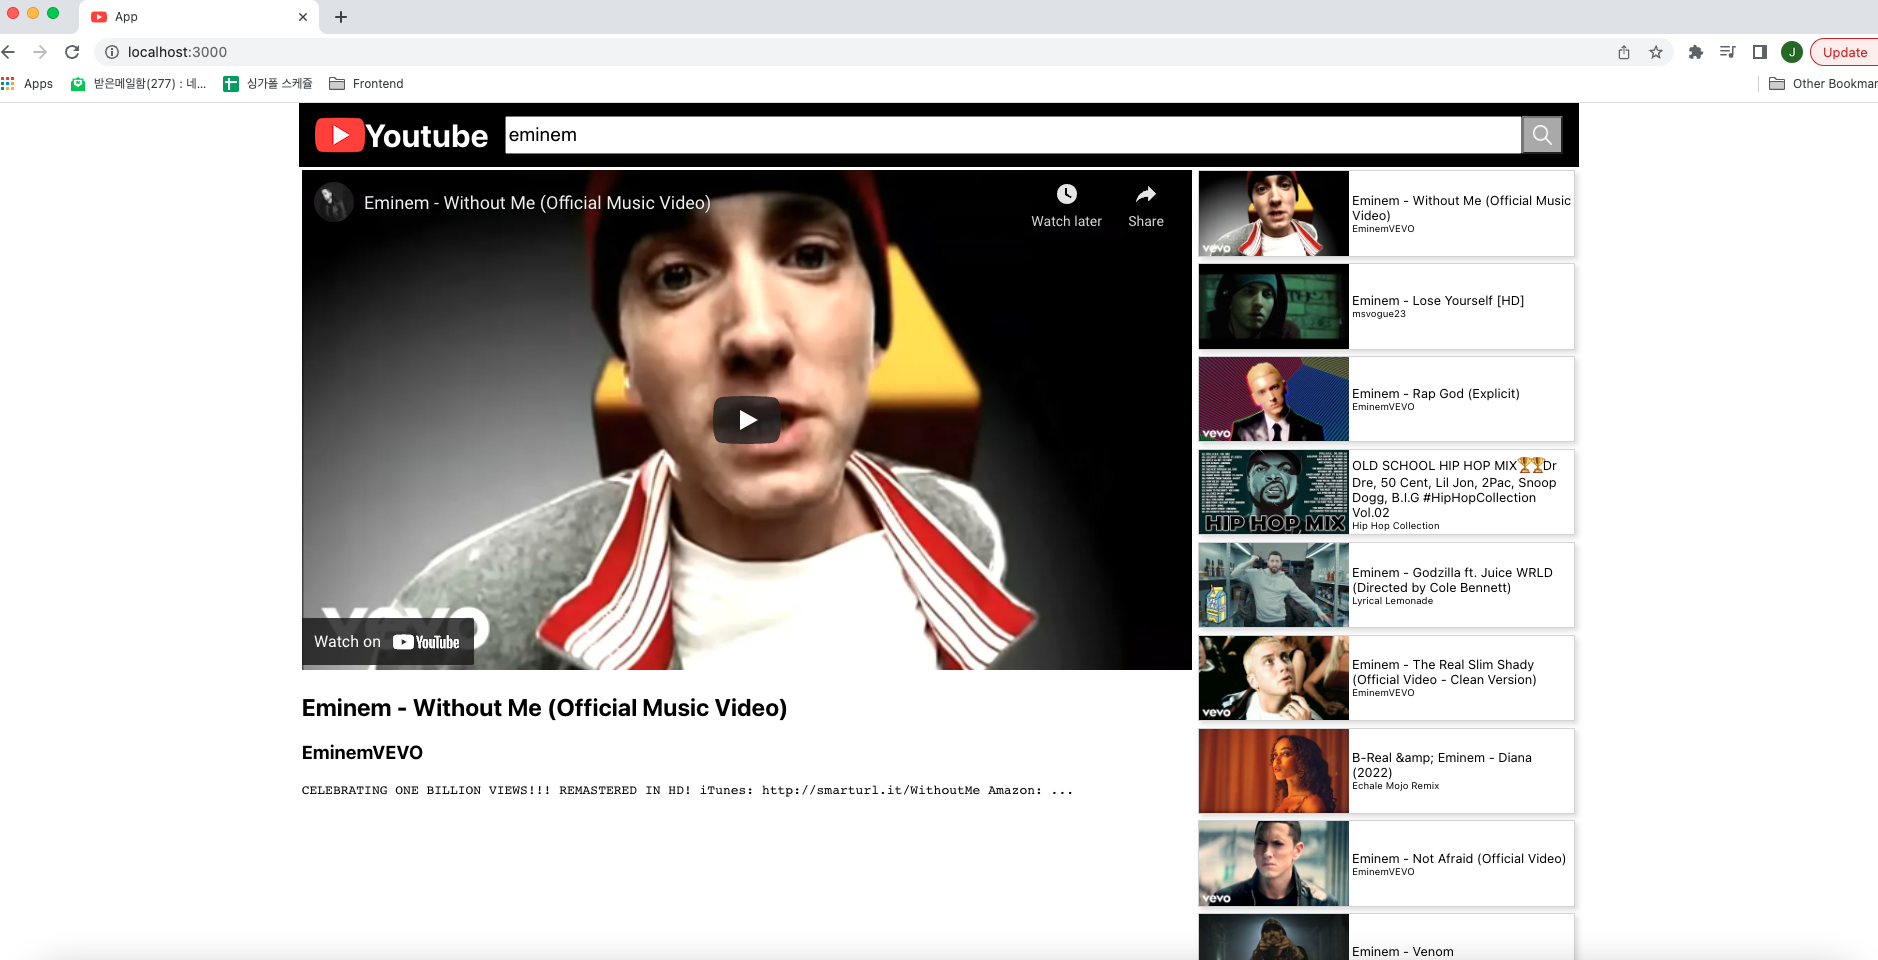 App
localhost:3000
J
Update
Apps
받은메일함(277) : 네...
싱가폴 스케쥴
Frontend
Other Bookmar
Youtube
eminem
Eminem - Without Me (Official Music Video)
Watch later
Share
vevo
Watch on YouTube
Eminem - Without Me (Official Music Video)
EminemVEVO
CELEBRATING ONE BILLION VIEWS!!! REMASTERED IN HD! iTunes: http://smarturl.it/WithoutMe Amazon: ...
vevo
Eminem - Without Me (Official Music
Video)
EminemVEVO
Eminem - Lose Yourself [HD]
msvogue23
vevo
Eminem - Rap God (Explicit)
EminemVEVO
HIP HOP MIX
OLD SCHOOL HIP HOP MIX🏆🏆Dr
Dre, 50 Cent, Lil Jon, 2Pac, Snoop
Dogg, B.I.G #HipHopCollection
Vol.02
Hip Hop Collection
Eminem - Godzilla ft. Juice WRLD
(Directed by Cole Bennett)
Lyrical Lemonade
vevo
Eminem - The Real Slim Shady
(Official Video - Clean Version)
EminemVEVO
B-Real &amp; Eminem - Diana
(2022)
Echale Mojo Remix
vevo
Eminem - Not Afraid (Official Video)
EminemVEVO
Eminem - Venom